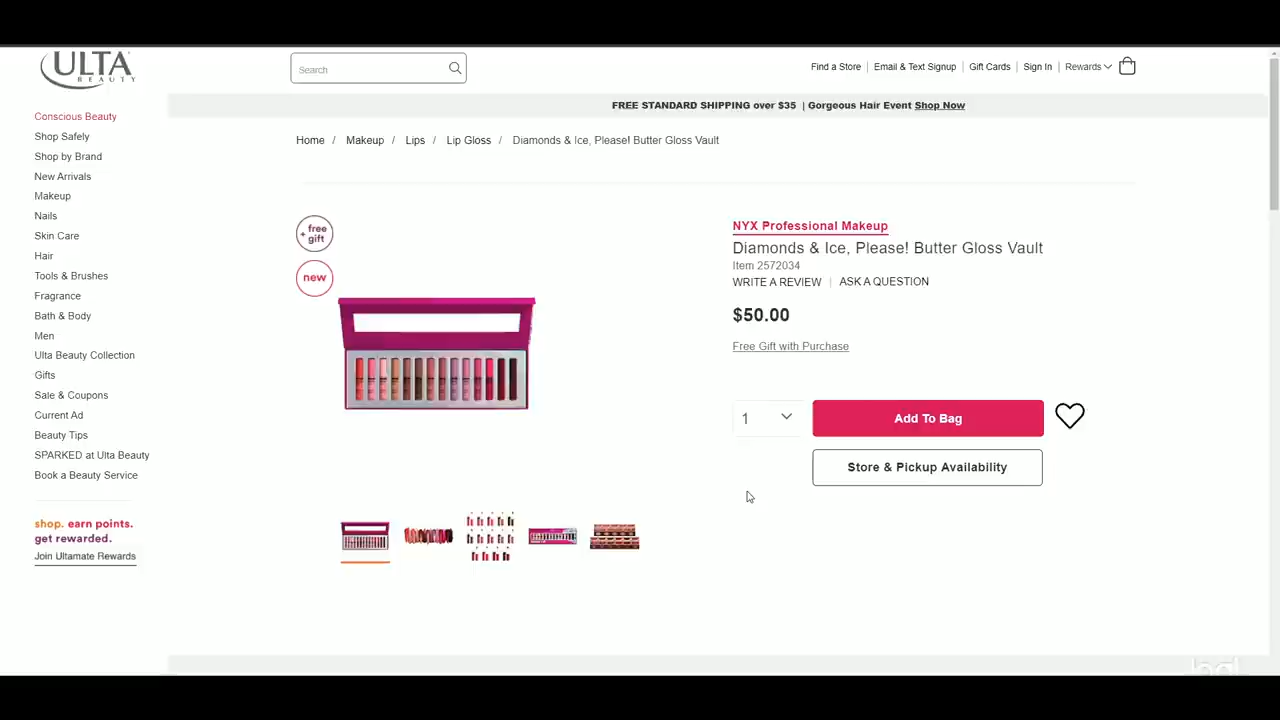 ULTA
BEAUTY
Search
Find a Store
Email & Text Signup
Gift Cards
Sign In
Rewards
FREE STANDARD SHIPPING over $35 | Gorgeous Hair Event Shop Now
Home / Makeup / Lips / Lip Gloss / Diamonds & Ice, Please! Butter Gloss Vault
Conscious Beauty
Shop Safely
Shop by Brand
New Arrivals
Makeup
Nails
Skin Care
Hair
Tools & Brushes
Fragrance
Bath & Body
Men
Ulta Beauty Collection
Gifts
Sale & Coupons
Current Ad
Beauty Tips
SPARKED at Ulta Beauty
Book a Beauty Service
shop. earn points.
get rewarded.
Join Ultamate Rewards
+ free
gift
new
NYX Professional Makeup
Diamonds & Ice, Please! Butter Gloss Vault
Item 2572034
WRITE A REVIEW | ASK A QUESTION
$50.00
Free Gift with Purchase
1
Add To Bag
Store & Pickup Availability